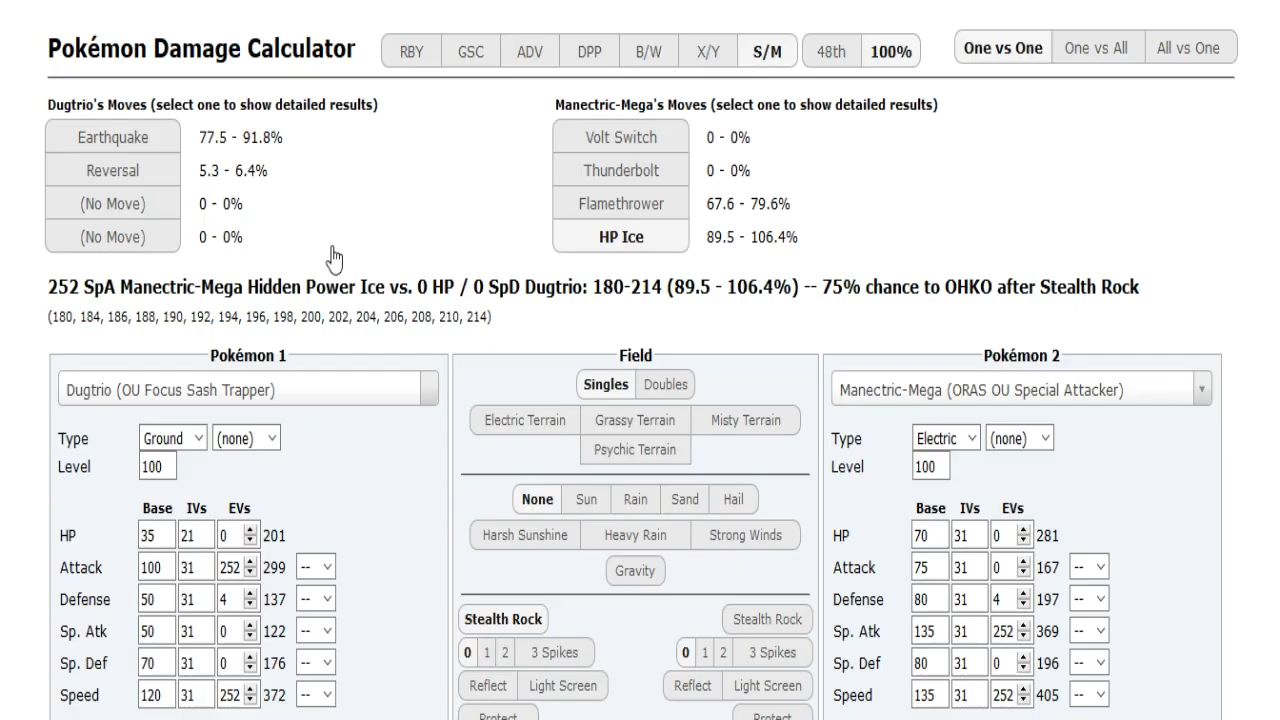 Pokémon Damage Calculator RBY GSC ADV DPP B/W X/Y S/M 48th 100% One vs One One vs All All vs One
Dugtrio's Moves (select one to show detailed results) Manectric-Mega's Moves (select one to show detailed results)
Earthquake 77.5 - 91.8% Volt Switch 0 - 0%
Reversal 5.3 - 6.4% Thunderbolt 0 - 0%
(No Move) 0 - 0% Flamethrower 67.6 - 79.6%
(No Move) 0 - 0% HP Ice 89.5 - 106.4%
252 SpA Manectric-Mega Hidden Power Ice vs. 0 HP / 0 SpD Dugtrio: 180-214 (89.5 - 106.4%) -- 75% chance to OHKO after Stealth Rock
(180, 184, 186, 188, 190, 192, 194, 196, 198, 200, 202, 204, 206, 208, 210, 214)
Pokémon 1
Dugtrio (OU Focus Sash Trapper)
Type Ground (none)
Level 100
Base IVs EVs
HP 35 21 0 201
Attack 100 31 252 299 --
Defense 50 31 4 137 --
Sp. Atk 50 31 0 122 --
Sp. Def 70 31 0 176 --
Speed 120 31 252 372 --
Field
Singles Doubles
Electric Terrain Grassy Terrain Misty Terrain
Psychic Terrain
None Sun Rain Sand Hail
Harsh Sunshine Heavy Rain Strong Winds
Gravity
Stealth Rock Stealth Rock
0 1 2 3 Spikes 0 1 2 3 Spikes
Reflect Light Screen Reflect Light Screen
Protect Protect
Pokémon 2
Manectric-Mega (ORAS OU Special Attacker)
Type Electric (none)
Level 100
Base IVs EVs
HP 70 31 0 281
Attack 75 31 0 167 --
Defense 80 31 4 197 --
Sp. Atk 135 31 252 369 --
Sp. Def 80 31 0 196 --
Speed 135 31 252 405 --